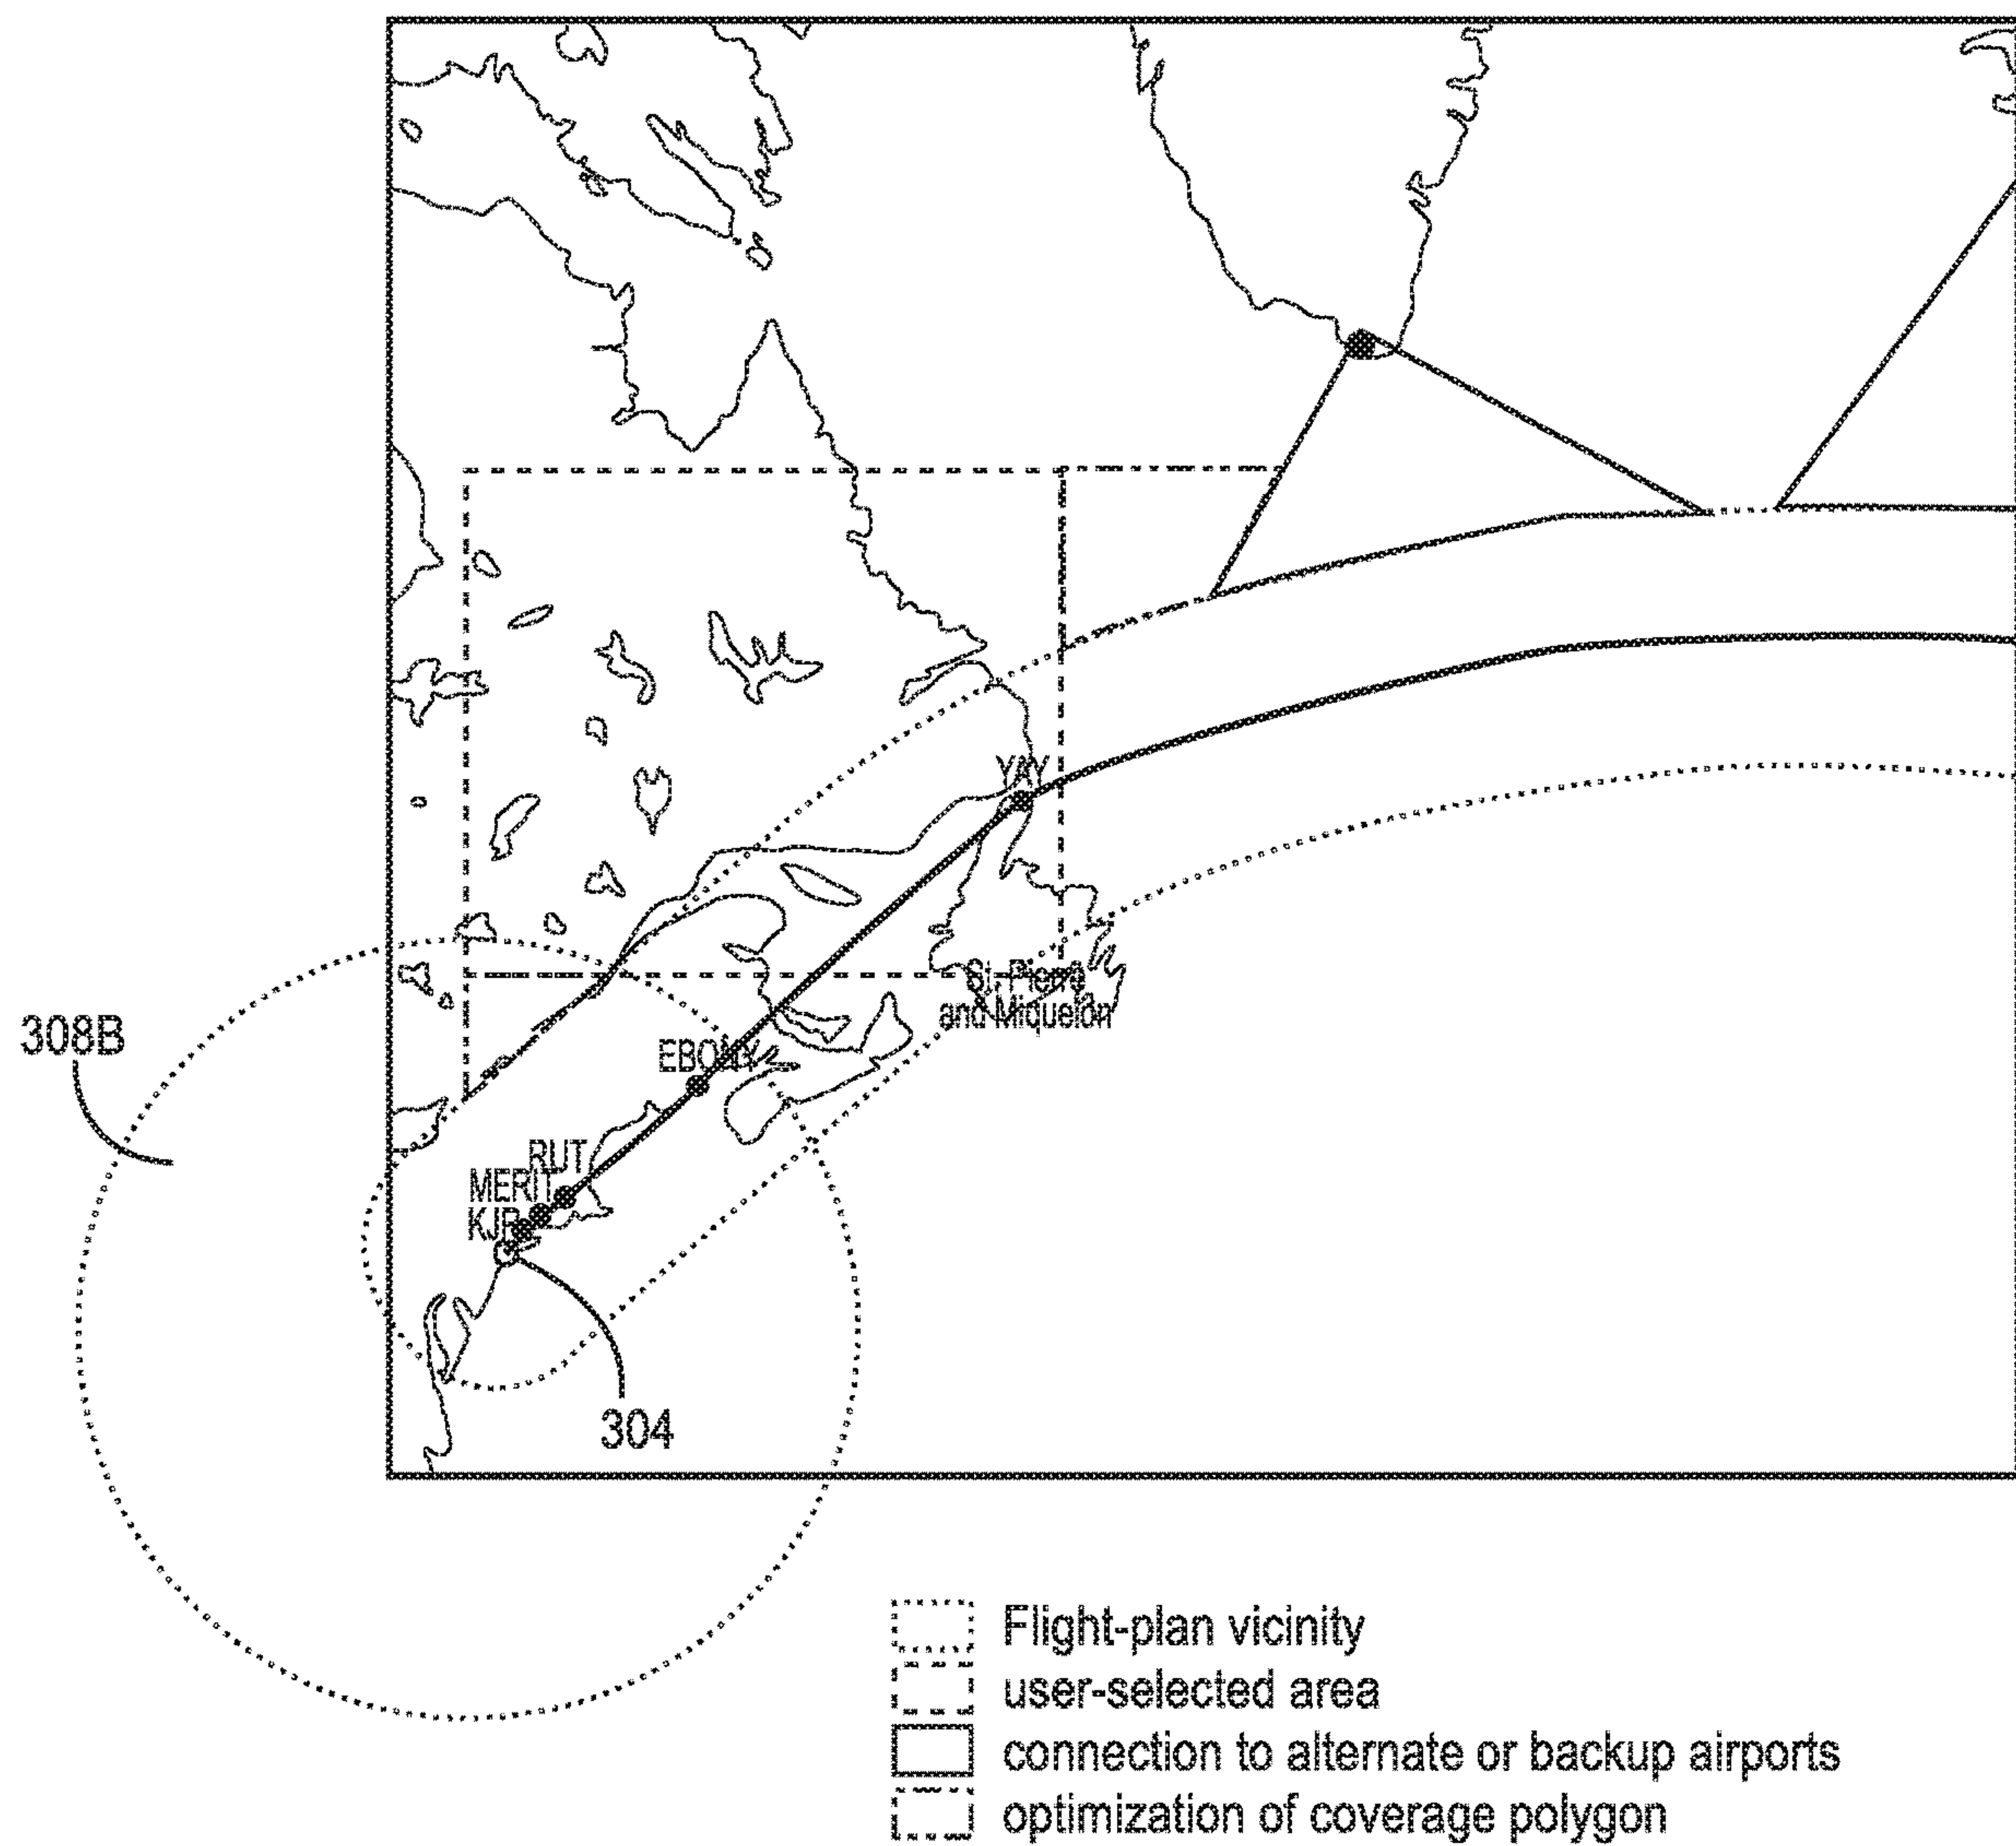 YAY
St. Pierre
and Miquelon
308B
EBONY
RUT
MERIT
304
Flight-plan vicinity
user-selected area
connection to alternate or backup airports
optimization of coverage polygon